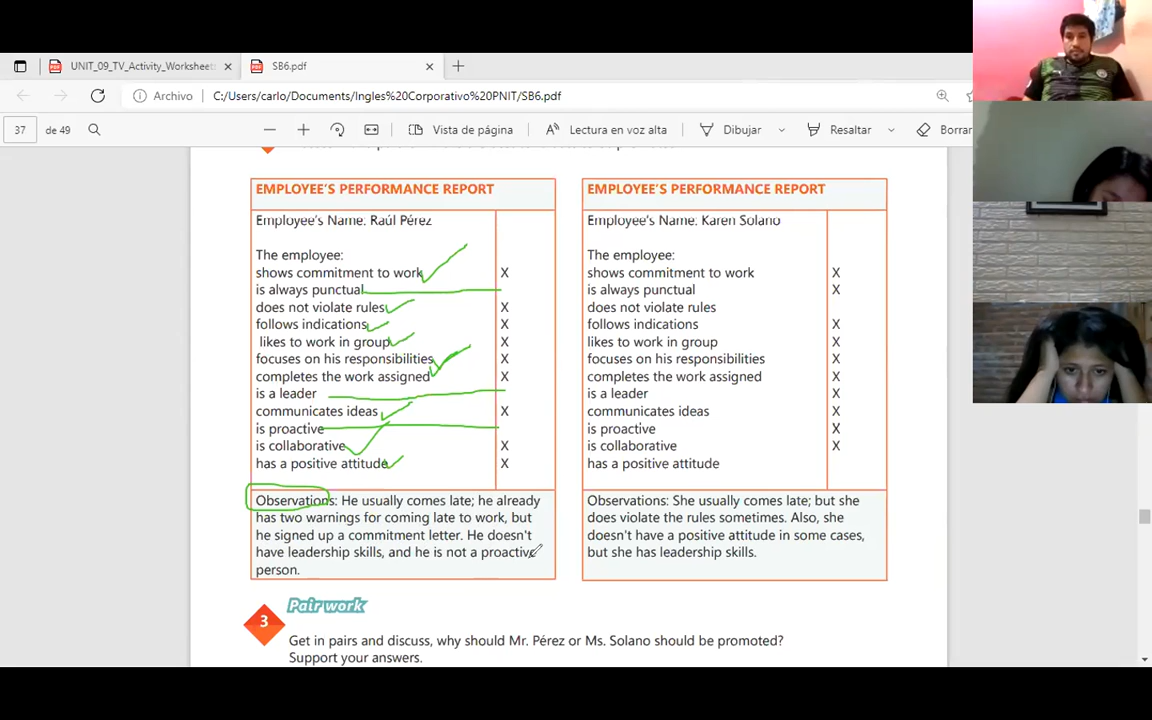 UNIT_09_TV_Activity_Worksheet:
SB6.pdf
Archivo C:/Users/carlo/Documents/Ingles%20Corporativo%20PNIT/SB6.pdf
37 de 49 Vista de página Lectura en voz alta Dibujar Resaltar Borrar
EMPLOYEE'S PERFORMANCE REPORT
Employee's Name: Raúl Pérez
The employee:
shows commitment to work X
is always punctual
does not violate rules X
follows indications X
likes to work in group X
focuses on his responsibilities X
completes the work assigned X
is a leader
communicates ideas X
is proactive
is collaborative X
has a positive attitude X
Observations: He usually comes late; he already
has two warnings for coming late to work, but
he signed up a commitment letter. He doesn't
have leadership skills, and he is not a proactive
person.
EMPLOYEE'S PERFORMANCE REPORT
Employee's Name: Karen Solano
The employee:
shows commitment to work X
is always punctual X
does not violate rules
follows indications X
likes to work in group X
focuses on his responsibilities X
completes the work assigned X
is a leader X
communicates ideas X
is proactive X
is collaborative X
has a positive attitude
Observations: She usually comes late; but she
does violate the rules sometimes. Also, she
doesn't have a positive attitude in some cases,
but she has leadership skills.
3 Pair work
Get in pairs and discuss, why should Mr. Pérez or Ms. Solano should be promoted?
Support your answers.